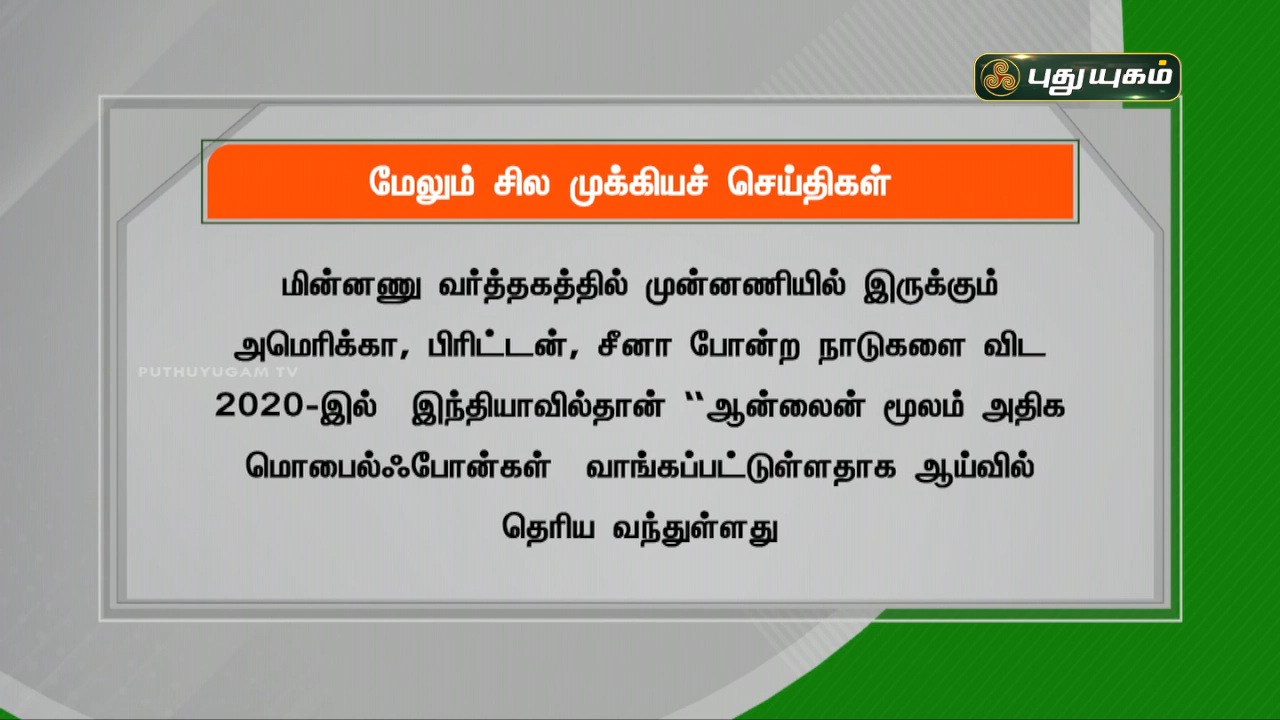 புதுயுகம்
மேலும் சில முக்கியச் செய்திகள்
மின்னணு வர்த்தகத்தில் முன்னணியில் இருக்கும்
அமெரிக்கா, பிரிட்டன், சீனா போன்ற நாடுகளை விட
PUTHUYUGAM TV
2020-இல் இந்தியாவில்தான் “ஆன்லைன் மூலம் அதிக
மொபைல்ஃபோன்கள் வாங்கப்பட்டுள்ளதாக ஆய்வில்
தெரிய வந்துள்ளது